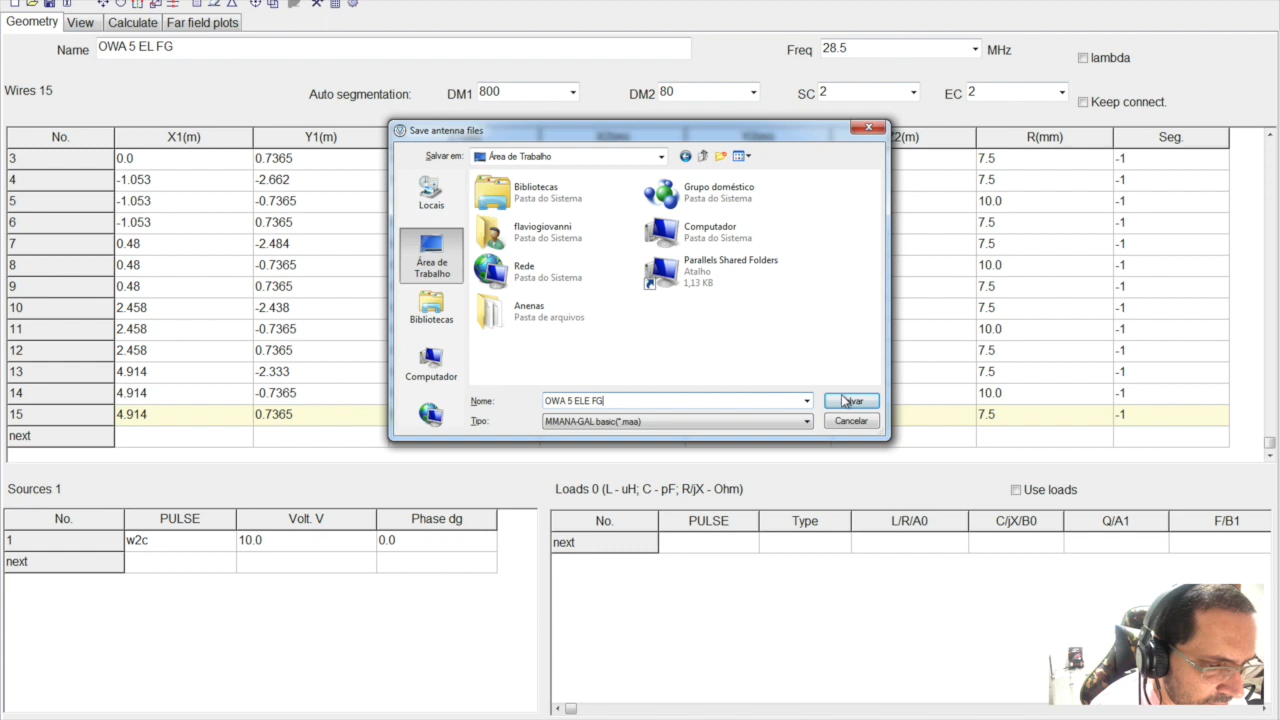 Geometry View Calculate Far field plots
Name OWA 5 EL FG Freq 28.5 MHz lambda
Wires 15 Auto segmentation: DM1 800 DM2 80 SC 2 EC 2 Keep connect.
No. X1(m) Y1(m) 2(m) R(mm) Seg.
3 0.0 0.7365 7.5 -1
4 -1.053 -2.662 7.5 -1
5 -1.053 -0.7365 10.0 -1
6 -1.053 0.7365 7.5 -1
7 0.48 -2.484 7.5 -1
8 0.48 -0.7365 10.0 -1
9 0.48 0.7365 7.5 -1
10 2.458 -2.438 7.5 -1
11 2.458 -0.7365 10.0 -1
12 2.458 0.7365 7.5 -1
13 4.914 -2.333 7.5 -1
14 4.914 -0.7365 10.0 -1
15 4.914 0.7365 7.5 -1
next
Save antenna files
Salvar em: Área de Trabalho
Locais
Área de
Trabalho
Bibliotecas
Computador
Bibliotecas
Pasta do Sistema
Grupo doméstico
Pasta do Sistema
flaviogiovanni
Pasta do Sistema
Computador
Pasta do Sistema
Rede
Pasta do Sistema
Parallels Shared Folders
Atalho
1,13 KB
Anenas
Pasta de arquivos
Nome: OWA 5 ELE FG
Tipo: MMANA-GAL basic(*.maa) Cancelar
Sources 1
No. PULSE Volt. V Phase dg
1 w2c 10.0 0.0
next
Loads 0 (L - uH; C - pF; R/jX - Ohm) Use loads
No. PULSE Type L/R/A0 C/jX/B0 Q/A1 F/B1
next